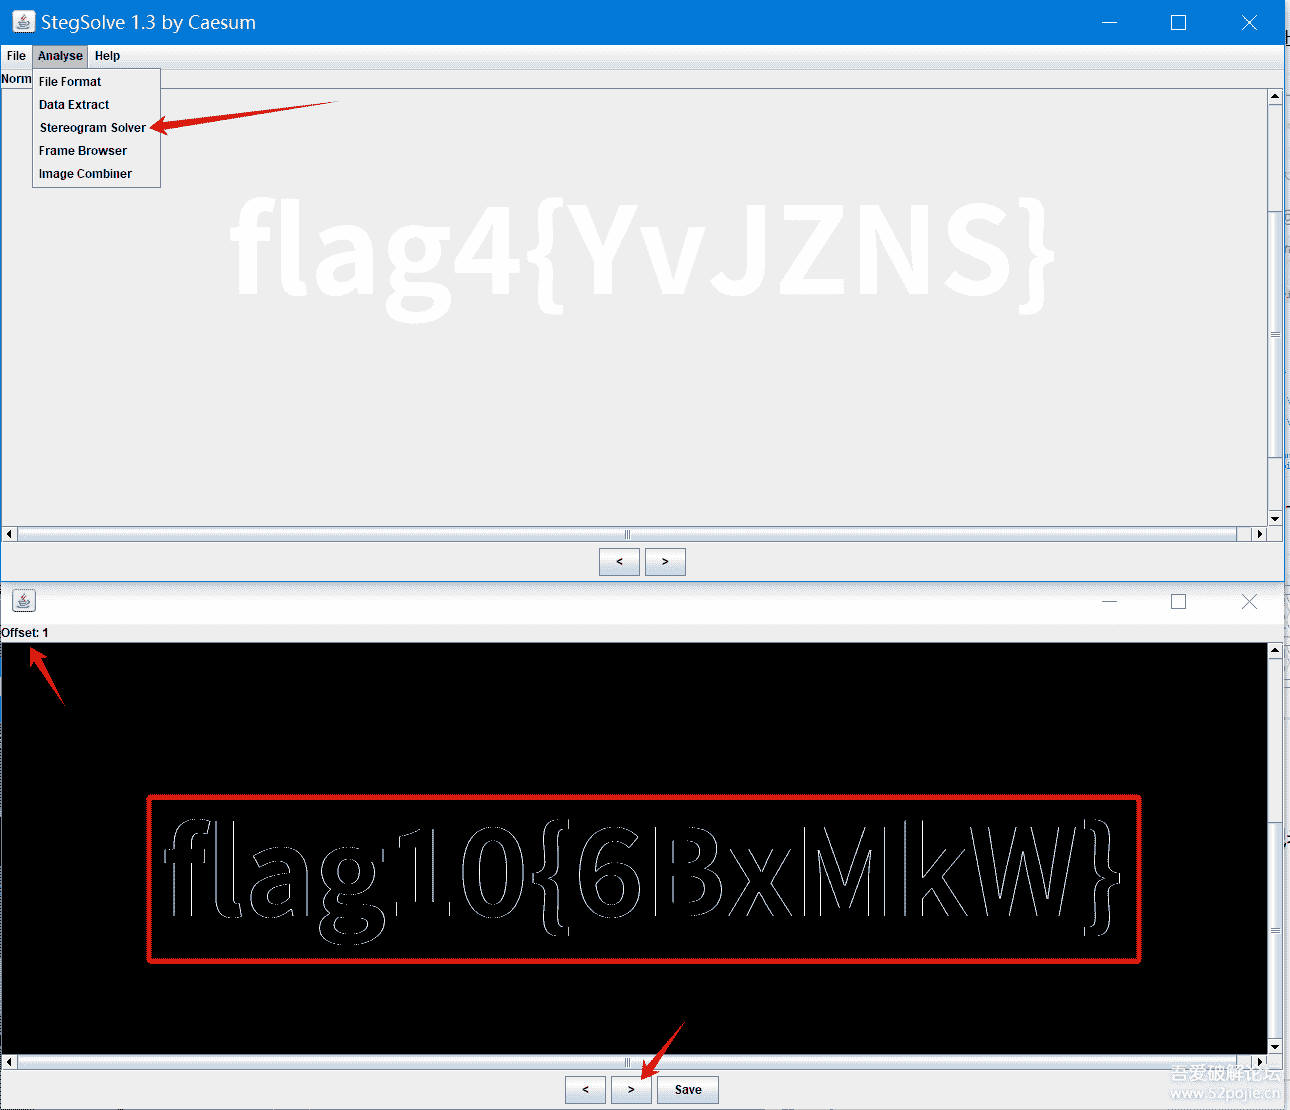 StegSolve 1.3 by Caesum
File Analyse Help
Norm
File Format
Data Extract
Stereogram Solver
Frame Browser
Image Combiner
flag4{YvJZNS}
< >
Offset: 1
flag10{6BxMkW}
< > Save
吾爱破解论坛
www.52pojie.cn